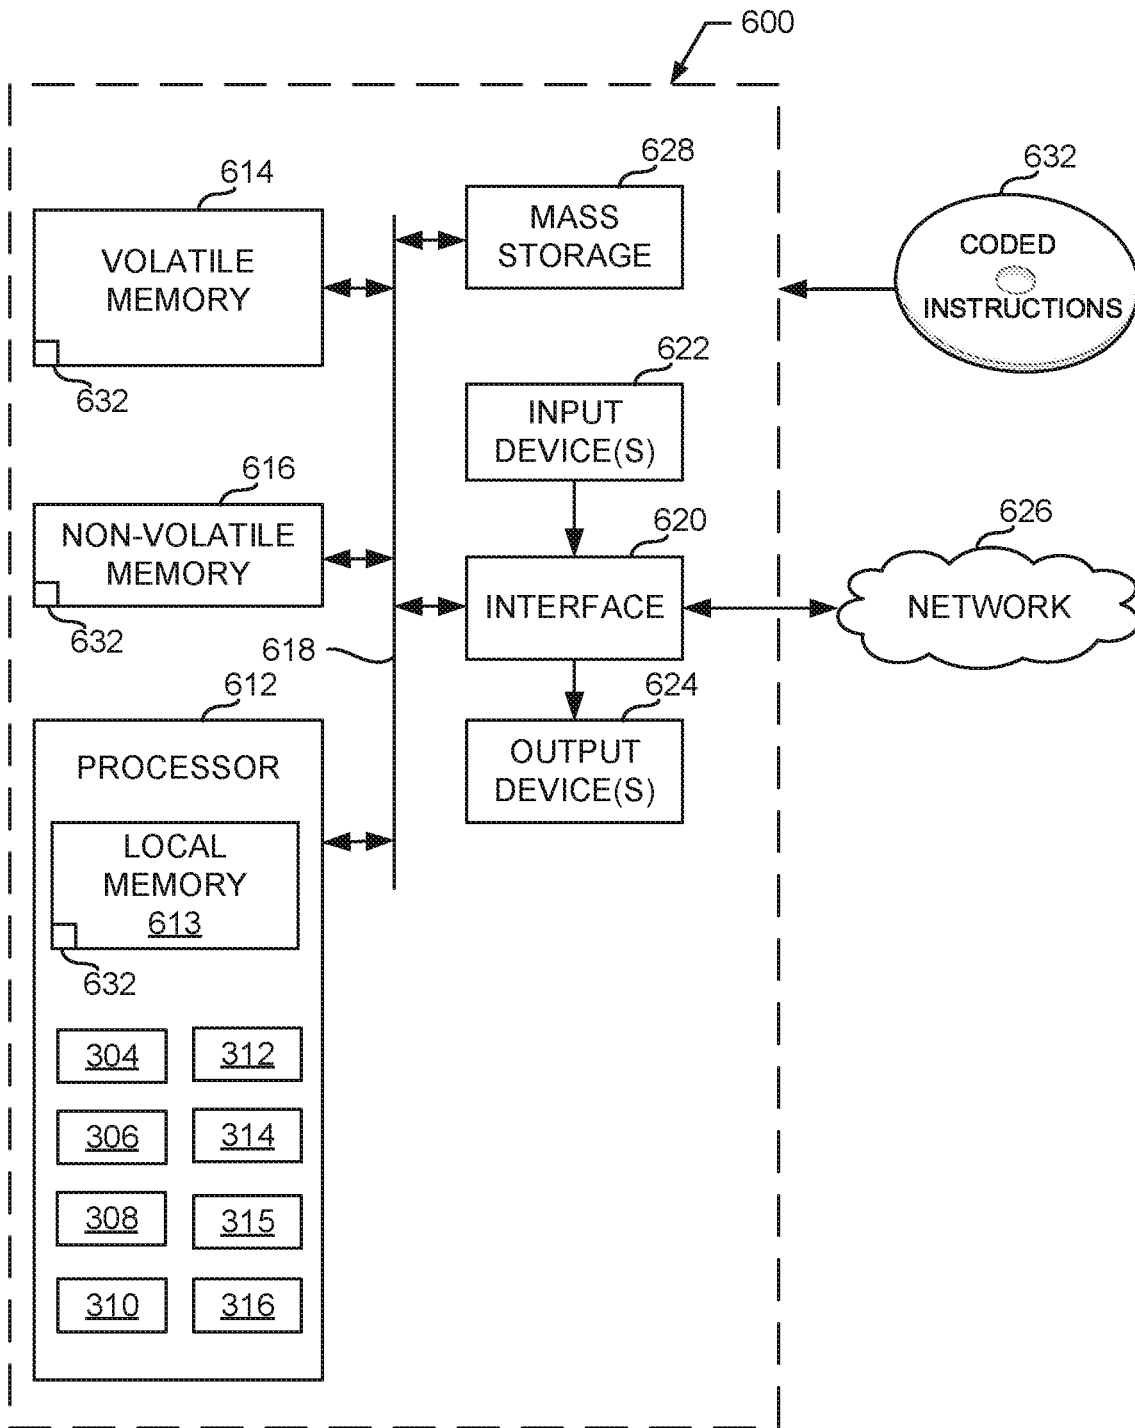 600
614
VOLATILE
MEMORY
632
628
MASS
STORAGE
632
CODED
INSTRUCTIONS
622
INPUT
DEVICE(S)
616
NON-VOLATILE
MEMORY
632
620
INTERFACE
626
NETWORK
618
624
OUTPUT
DEVICE(S)
612
PROCESSOR
LOCAL
MEMORY
613
632
304
312
306
314
308
315
310
316